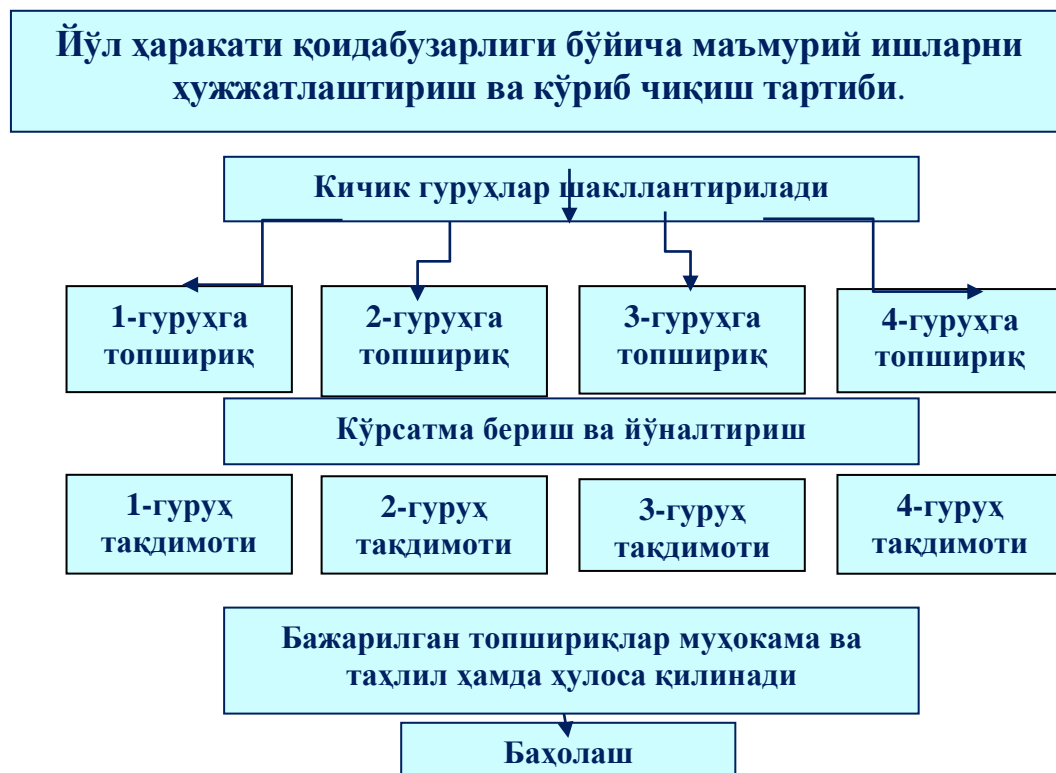 Йўл ҳаракати қоидабузарлиги бўйича маъмурий ишларни
ҳужжатлаштириш ва кўриб чиқиш тартиби.
Кичик гуруҳлар шакллантирилади
1-гуруҳга
топшириқ
2-гуруҳга
топшириқ
3-гуруҳга
топшириқ
4-гуруҳга
топшириқ
Кўрсатма бериш ва йўналтириш
1-гуруҳ
тақдимоти
2-гуруҳ
тақдимоти
3-гуруҳ
тақдимоти
4-гуруҳ
тақдимоти
Бажарилган топшириқлар муҳокама ва
таҳлил ҳамда ҳулоса қилинади
Баҳолаш